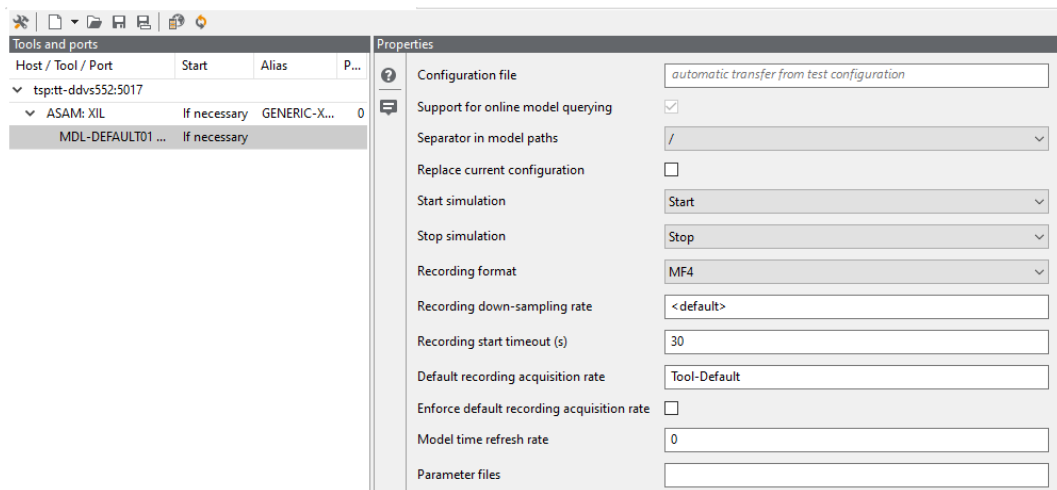 Tools and ports
Host / Tool / Port Start Alias P...
tsp:tt-ddvs552:5017
ASAM: XIL If necessary GENERIC-X... 0
MDL-DEFAULT01 ... If necessary
Properties
Configuration file automatic transfer from test configuration
Support for online model querying
Separator in model paths /
Replace current configuration
Start simulation Start
Stop simulation Stop
Recording format MF4
Recording down-sampling rate <default>
Recording start timeout (s) 30
Default recording acquisition rate Tool-Default
Enforce default recording acquisition rate
Model time refresh rate 0
Parameter files